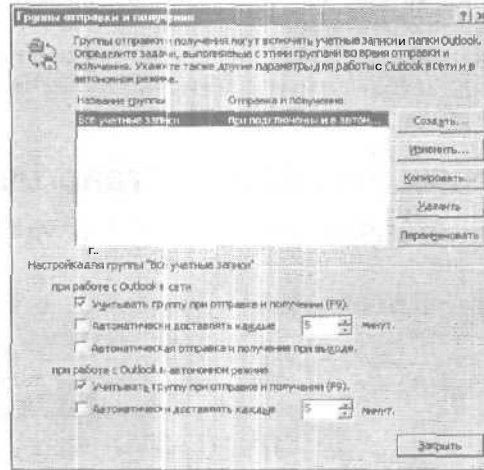 Группы отправки и получения
Группы отправки и получения могут включать учетные записи и папки Outlook.
Определите задачи, выполняемые с этими группами во время отправки и
получения. Укажите также другие параметры для работы с Outlook в сети и в
автономном режиме.
Название группы Отправка и получение
Все учетные записи При подключении и в автон...
Создать...
Изменить...
Копировать...
Удалить
Переименовать
г..
Настройка для группы "Все учетные записи"
при работе с Outlook в сети
Учитывать группу при отправке и получении (F9).
Автоматически доставлять каждые 5 минут.
Автоматическая отправка и получение при выходе.
при работе с Outlook в автономном режиме
Учитывать группу при отправке и получении (F9).
Автоматически доставлять каждые 5 минут.
Закрыть